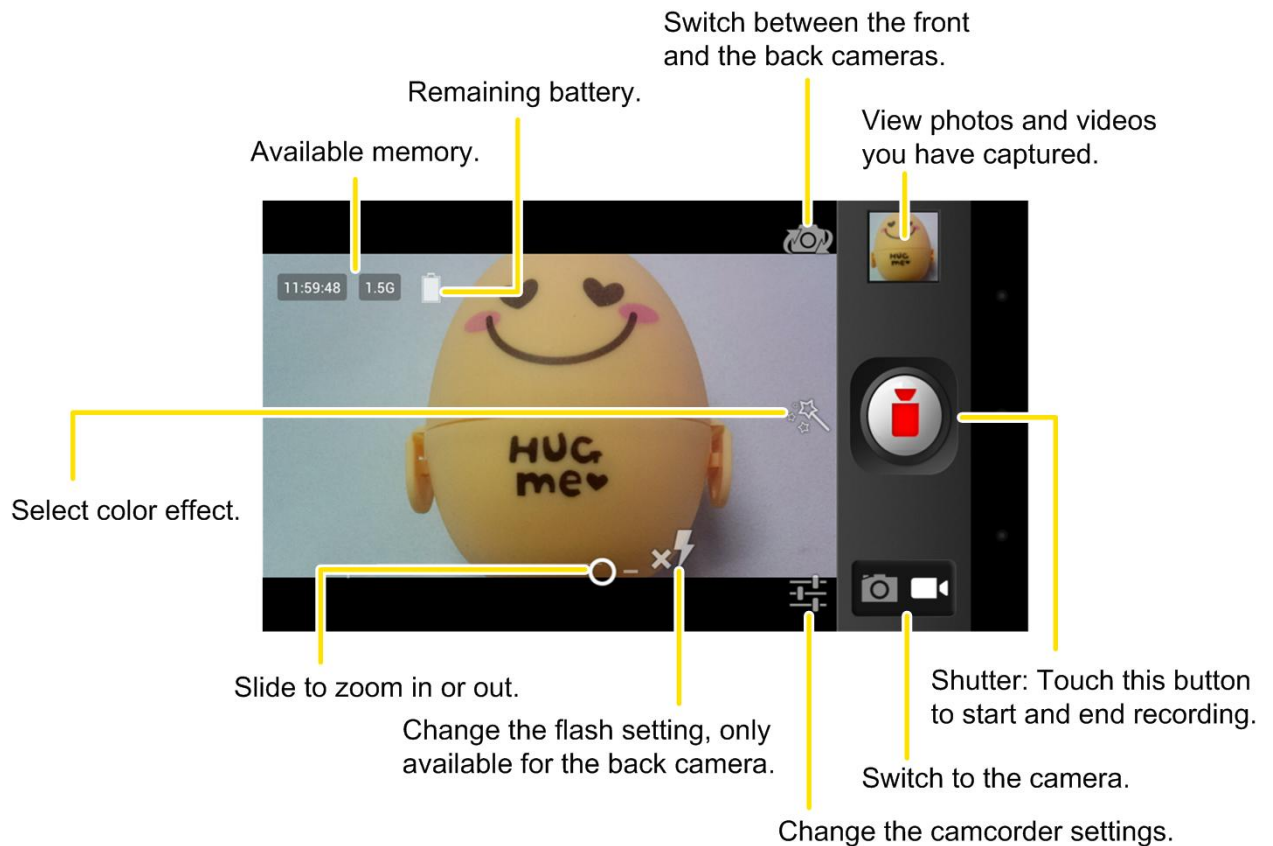 Switch between the front
and the back cameras.
Remaining battery.
View photos and videos
you have captured.
Available memory.
11:59:48
1.5G
HUG
me
HUG
me
Select color effect.
Slide to zoom in or out.
Change the flash setting, only
available for the back camera.
Shutter: Touch this button
to start and end recording.
Switch to the camera.
Change the camcorder settings.